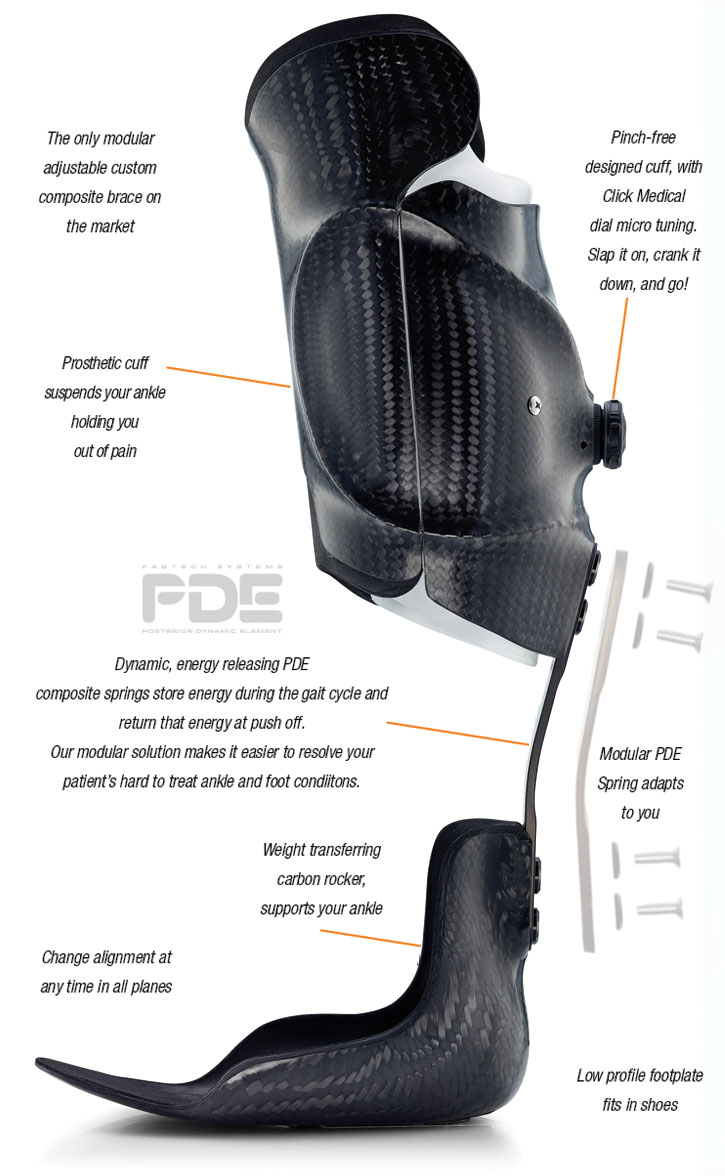 The only modular
adjustable custom
composite brace on
the market
Pinch-free
designed cuff, with
Click Medical
dial micro tuning.
Slap it on, crank it
down, and go!
Prosthetic cuff
suspends your ankle
holding you
out of pain
FABTECH SYSTEMS
PDE
POSTERIOR DYNAMIC ELEMENT
Dynamic, energy releasing PDE
composite springs store energy during the gait cycle and
return that energy at push off.
Our modular solution makes it easier to resolve your
patient's hard to treat ankle and foot condiitons.
Modular PDE
Spring adapts
to you
Weight transferring
carbon rocker,
supports your ankle
Change alignment at
any time in all planes
Low profile footplate
fits in shoes